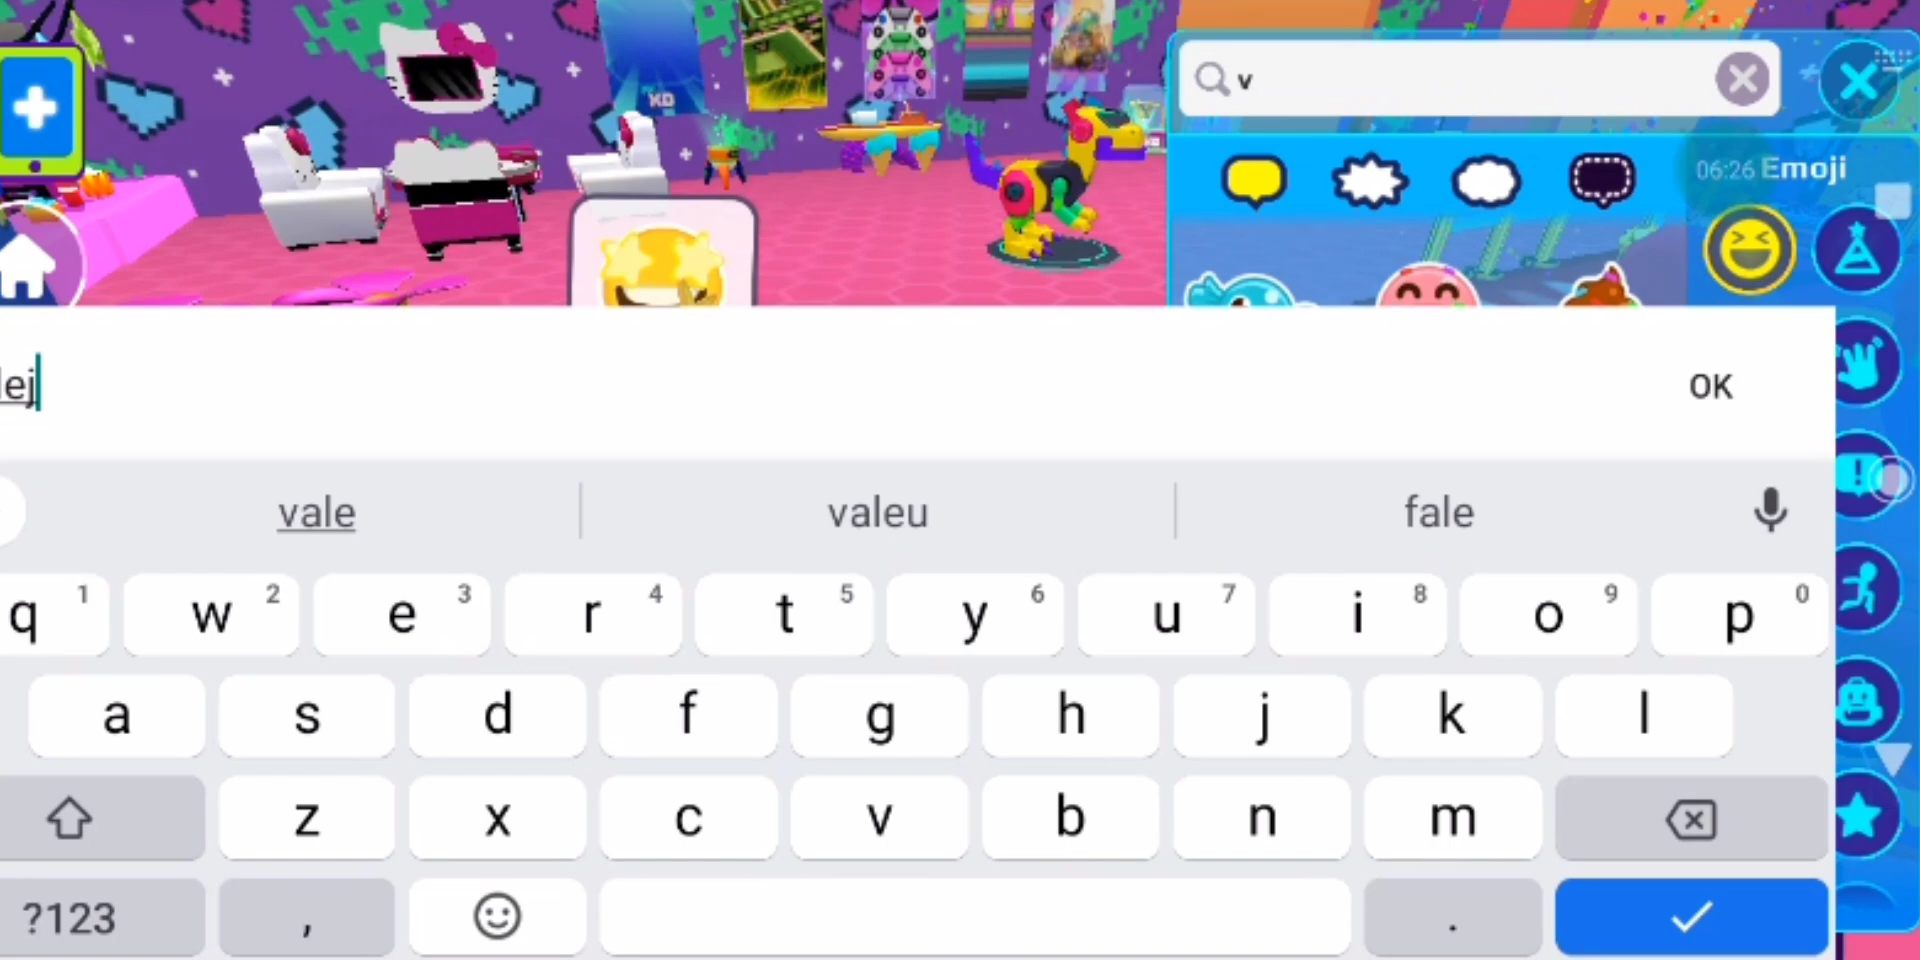 KD
v
06:26 Emoji
lej
OK
vale valeu fale
q 1 w 2 e 3 r 4 t 5 y 6 u 7 i 8 o 9 p 0
a s d f g h j k l
z x c v b n m
?123 , .